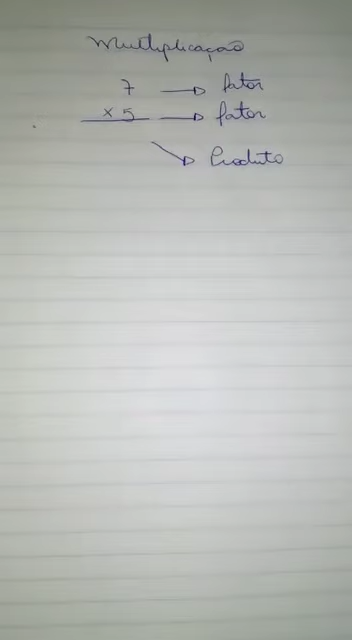 Multiplicação
7 → fator
x 5 → fator
→ Produto